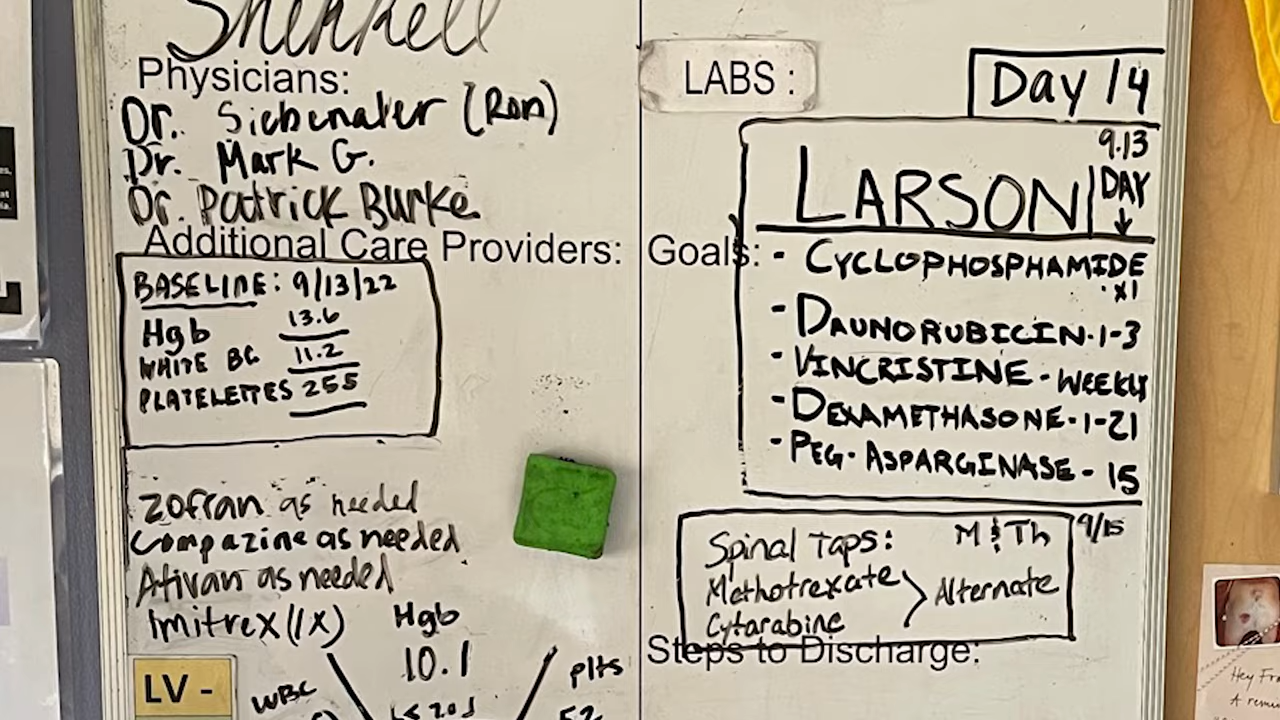 Physicians:
Dr. Siebenaler (Ron)
Dr. Mark G.
Dr. Patrick Burke
Additional Care Providers:
BASELINE: 9/13/22
Hgb 13.6
WHITE BC 11.2
PLATELETTES 255
Zofran as needed
Compazine as needed
Ativan as needed
Imitrex (1x)
Hgb
10.1
WBC
plts
LV -
LABS :
Day 14
9.13
LARSON DAY ↓
Goals:
- CYCLOPHOSPHAMIDE · x1
- DAUNORUBICIN · 1-3
- VINCRISTINE - WEEKLY
- DEXAMETHASONE · 1-21
- PEG - ASPARGINASE - 15
Spinal Taps: M & Th 9/15
Methotrexate
Cytarabine > Alternate
Steps to Discharge:
Hey
A